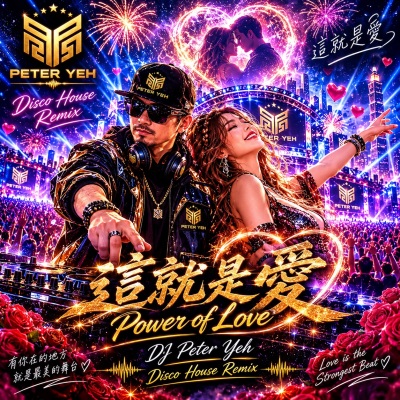 PETER YEH
Disco House
Remix
這就是愛
PETER YEH
PETER YEH
這就是愛
Power of Love
DJ Peter Yeh
Disco House Remix
有你在的地方
就是最美的舞台
Love is the
Strongest Beat